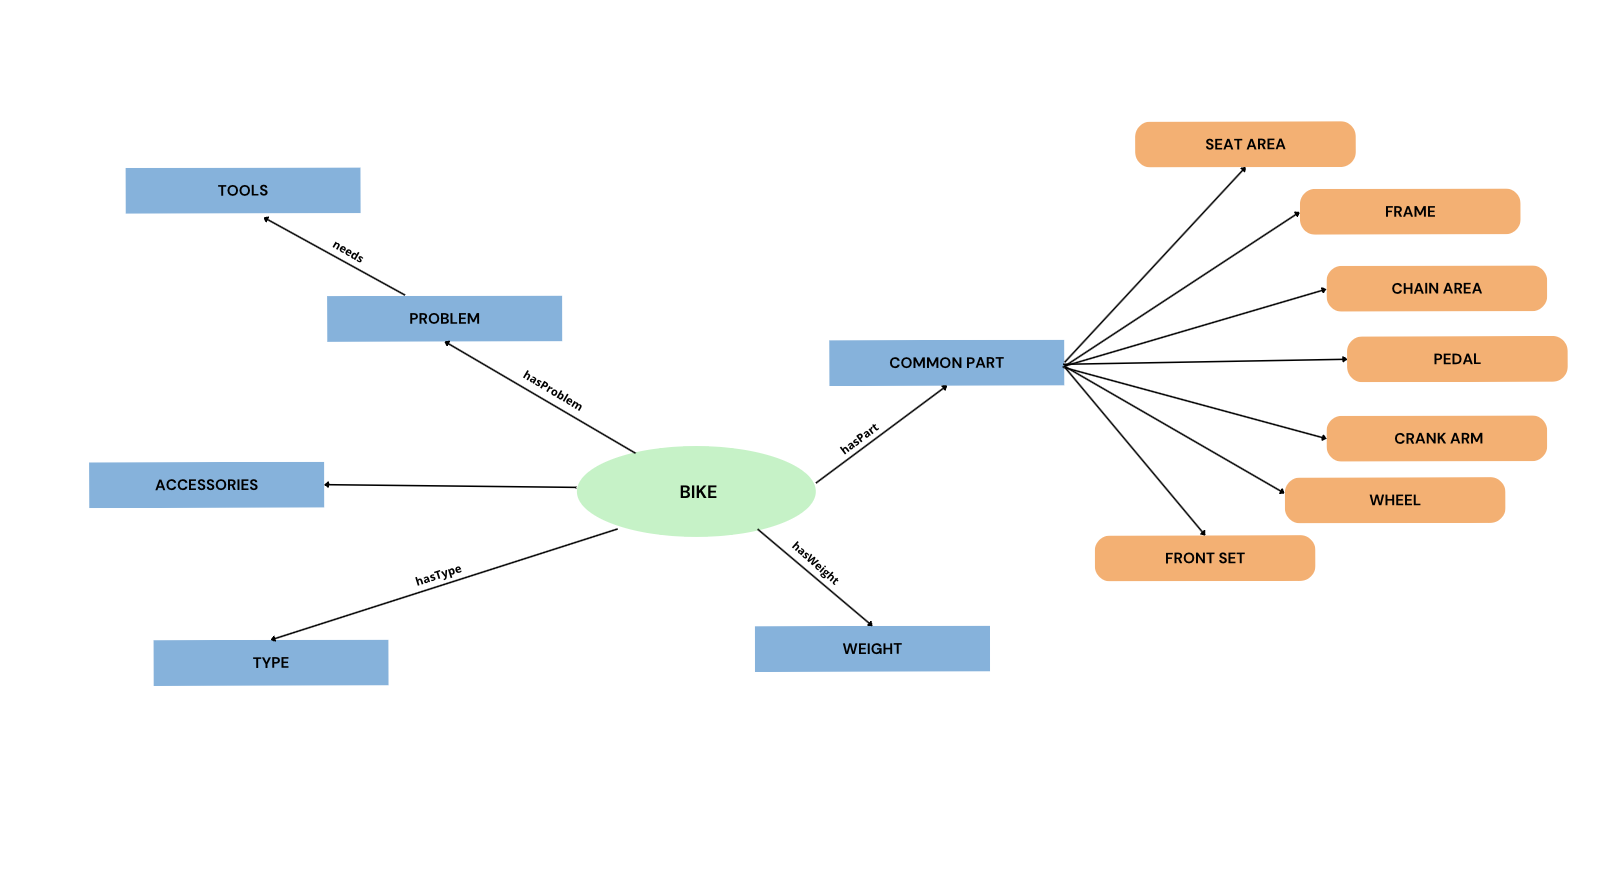 SEAT AREA
TOOLS
FRAME
needs
CHAIN AREA
PROBLEM
COMMON PART
PEDAL
hasProblem
hasPart
CRANK ARM
ACCESSORIES
BIKE
WHEEL
hasWeight
FRONT SET
hasType
WEIGHT
TYPE